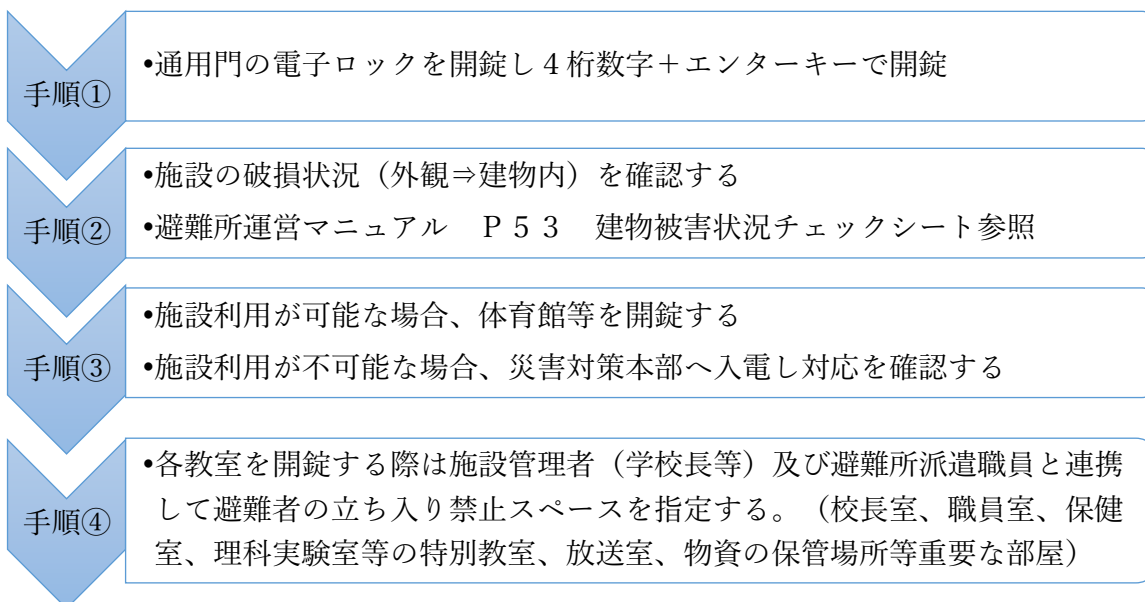 手順①
•通用門の電子ロックを開錠し４桁数字＋エンターキーで開錠
手順②
•施設の破損状況（外観⇒建物内）を確認する
•避難所運営マニュアル　Ｐ５３　建物被害状況チェックシート参照
手順③
•施設利用が可能な場合、体育館等を開錠する
•施設利用が不可能な場合、災害対策本部へ入電し対応を確認する
手順④
•各教室を開錠する際は施設管理者（学校長等）及び避難所派遣職員と連携
して避難者の立ち入り禁止スペースを指定する。（校長室、職員室、保健
室、理科実験室等の特別教室、放送室、物資の保管場所等重要な部屋）